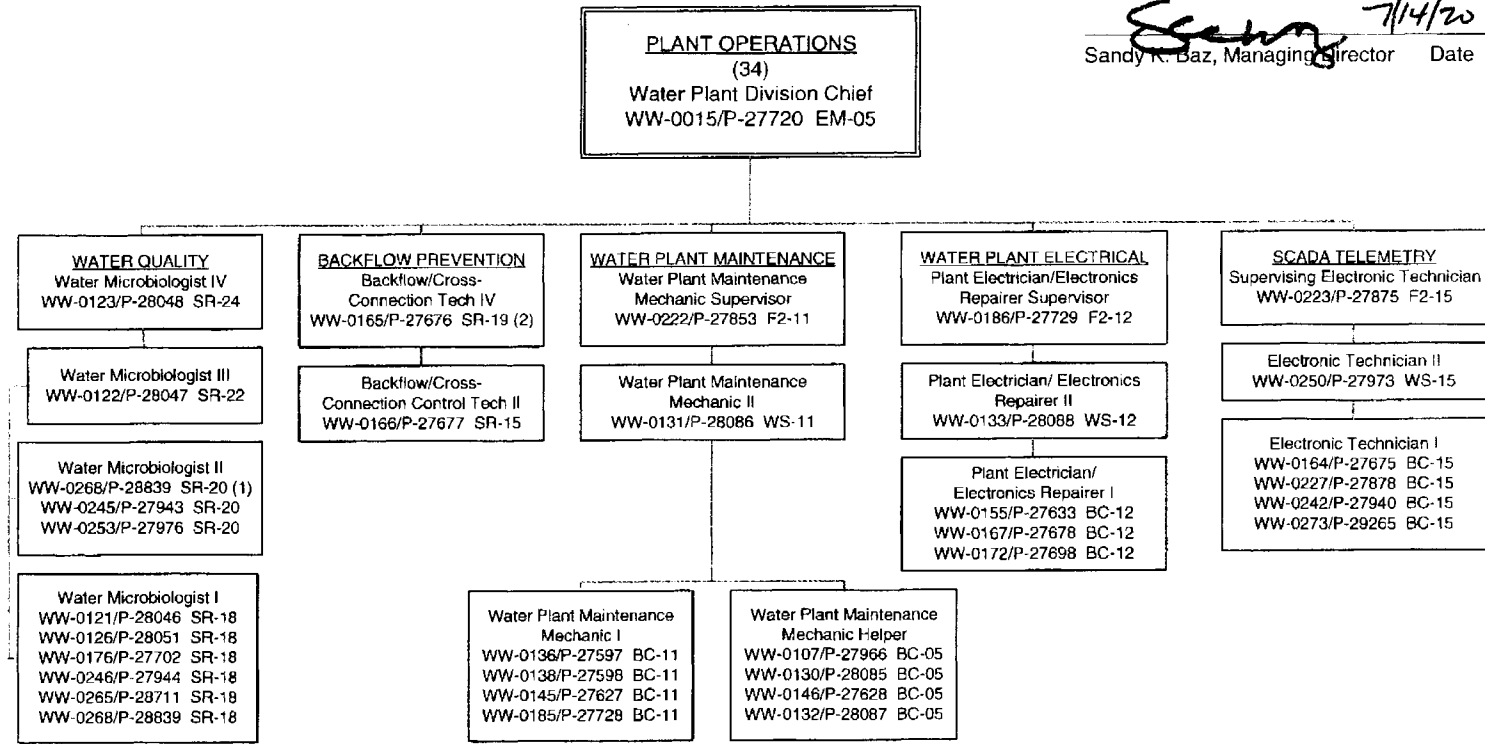 PLANT OPERATIONS
(34)
Water Plant Division Chief
WW-0015/P-27720 EM-05
7/14/20
Sandy K. Baz, Managing Director Date
WATER QUALITY
Water Microbiologist IV
WW-0123/P-28048 SR-24
Water Microbiologist III
WW-0122/P-28047 SR-22
Water Microbiologist II
WW-0268/P-28839 SR-20 (1)
WW-0245/P-27943 SR-20
WW-0253/P-27976 SR-20
Water Microbiologist I
WW-0121/P-28046 SR-18
WW-0126/P-28051 SR-18
WW-0176/P-27702 SR-18
WW-0246/P-27944 SR-18
WW-0265/P-28711 SR-18
WW-0268/P-28839 SR-18
BACKFLOW PREVENTION
Backflow/Cross-
Connection Tech IV
WW-0165/P-27676 SR-19 (2)
Backflow/Cross-
Connection Control Tech II
WW-0166/P-27677 SR-15
WATER PLANT MAINTENANCE
Water Plant Maintenance
Mechanic Supervisor
WW-0222/P-27853 F2-11
Water Plant Maintenance
Mechanic II
WW-0131/P-28086 WS-11
Water Plant Maintenance
Mechanic I
WW-0136/P-27597 BC-11
WW-0138/P-27598 BC-11
WW-0145/P-27627 BC-11
WW-0185/P-27728 BC-11
Water Plant Maintenance
Mechanic Helper
WW-0107/P-27966 BC-05
WW-0130/P-28085 BC-05
WW-0146/P-27628 BC-05
WW-0132/P-28087 BC-05
WATER PLANT ELECTRICAL
Plant Electrician/Electronics
Repairer Supervisor
WW-0186/P-27729 F2-12
Plant Electrician/ Electronics
Repairer II
WW-0133/P-28088 WS-12
Plant Electrician/
Electronics Repairer I
WW-0155/P-27633 BC-12
WW-0167/P-27678 BC-12
WW-0172/P-27698 BC-12
SCADA TELEMETRY
Supervising Electronic Technician
WW-0223/P-27875 F2-15
Electronic Technician II
WW-0250/P-27973 WS-15
Electronic Technician I
WW-0164/P-27675 BC-15
WW-0227/P-27878 BC-15
WW-0242/P-27940 BC-15
WW-0273/P-29265 BC-15